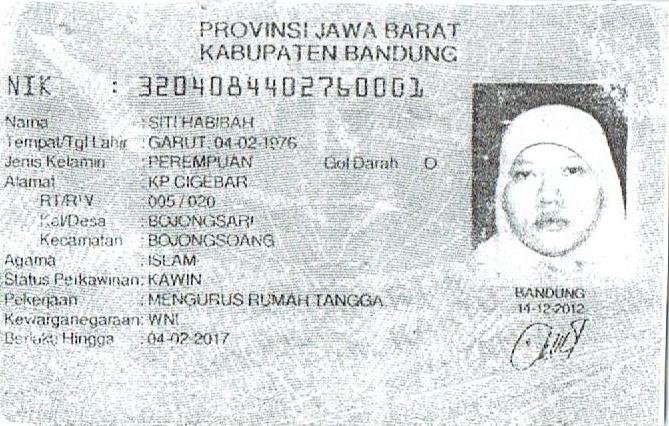 PROVINSI JAWA BARAT
KABUPATEN BANDUNG
NIK : 3204084402760001
Nama : SITI HABIBAH
Tempat/Tgl Lahir : GARUT, 04-02-1976
Jenis Kelamin : PEREMPUAN Gol Darah O
Alamat : KP CIGEBAR
RT/RW : 005 / 020
Kel/Desa : BOJONGSARI
Kecamatan : BOJONGSOANG
Agama : ISLAM
Status Perkawinan: KAWIN
Pekerjaan : MENGURUS RUMAH TANGGA
Kewarganegaraan: WNI
Berlaku Hingga : 04-02-2017
BANDUNG
14-12-2012